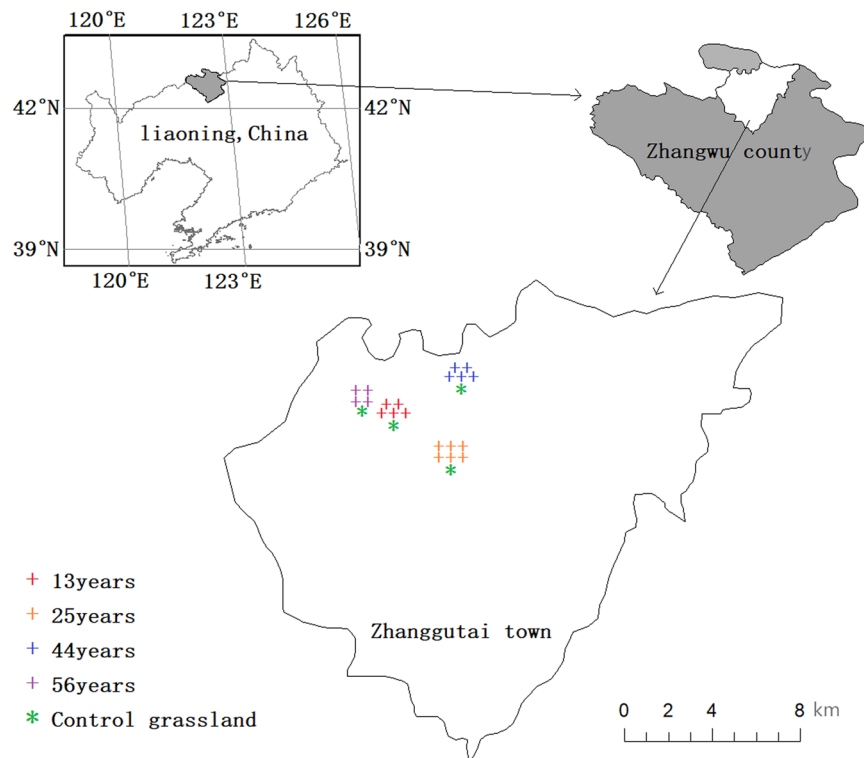 120°E 123°E 126°E
42°N 42°N
liaoning,China
Zhangwu county
39°N 39°N
120°E 123°E
13years
25years
44years
56years
Control grassland
Zhanggutai town
0 2 4 8 km